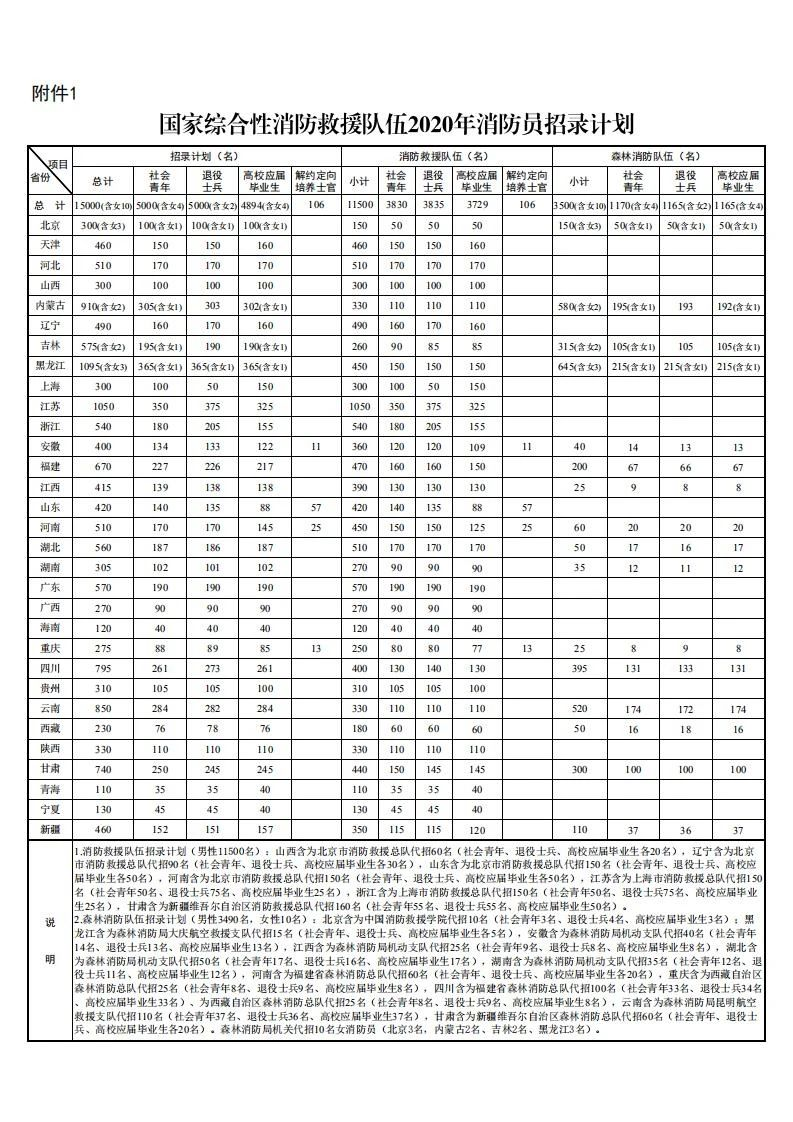 附件1
国家综合性消防救援队伍2020年消防员招录计划
项目 招录计划（名） 消防救援队伍（名） 森林消防队伍（名）
省份 总计 社会青年 退役士兵 高校应届毕业生 解约定向培养士官 小计 社会青年 退役士兵 高校应届毕业生 解约定向培养士官 小计 社会青年 退役士兵 高校应届毕业生
总 计 15000(含女10) 5000(含女4) 5000(含女2) 4894(含女4) 106 11500 3830 3835 3729 106 3500(含女10) 1170(含女4) 1165(含女2) 1165(含女4)
北京 300(含女3) 100(含女1) 100(含女1) 100(含女1) 150 50 50 50 150(含女3) 50(含女1) 50(含女1) 50(含女1)
天津 460 150 150 160 460 150 150 160
河北 510 170 170 170 510 170 170 170
山西 300 100 100 100 300 100 100 100
内蒙古 910(含女2) 305(含女1) 303 302(含女1) 330 110 110 110 580(含女2) 195(含女1) 193 192(含女1)
辽宁 490 160 170 160 490 160 170 160
吉林 575(含女2) 195(含女1) 190 190(含女1) 260 90 85 85 315(含女2) 105(含女1) 105 105(含女1)
黑龙江 1095(含女3) 365(含女1) 365(含女1) 365(含女1) 450 150 150 150 645(含女3) 215(含女1) 215(含女1) 215(含女1)
上海 300 100 50 150 300 100 50 150
江苏 1050 350 375 325 1050 350 375 325
浙江 540 180 205 155 540 180 205 155
安徽 400 134 133 122 11 360 120 120 109 11 40 14 13 13
福建 670 227 226 217 470 160 160 150 200 67 66 67
江西 415 139 138 138 390 130 130 130 25 9 8 8
山东 420 140 135 88 57 420 140 135 88 57
河南 510 170 170 145 25 450 150 150 125 25 60 20 20 20
湖北 560 187 186 187 510 170 170 170 50 17 16 17
湖南 305 102 101 102 270 90 90 90 35 12 11 12
广东 570 190 190 190 570 190 190 190
广西 270 90 90 90 270 90 90 90
海南 120 40 40 40 120 40 40 40
重庆 275 88 89 85 13 250 80 80 77 13 25 8 9 8
四川 795 261 273 261 400 130 140 130 395 131 133 131
贵州 310 105 105 100 310 105 105 100
云南 850 284 282 284 330 110 110 110 520 174 172 174
西藏 230 76 78 76 180 60 60 60 50 16 18 16
陕西 330 110 110 110 330 110 110 110
甘肃 740 250 245 245 440 150 145 145 300 100 100 100
青海 110 35 35 40 110 35 35 40
宁夏 130 45 45 40 130 45 45 40
新疆 460 152 151 157 350 115 115 120 110 37 36 37
说明
1.消防救援队伍招录计划（男性11500名）：山西含为北京市消防救援总队代招60名（社会青年、退役士兵、高校应届毕业生各20名），辽宁含为北京
市消防救援总队代招90名（社会青年、退役士兵、高校应届毕业生各30名），山东含为北京市消防救援总队代招150名（社会青年、退役士兵、高校应
届毕业生各50名），河南含为北京市消防救援总队代招150名（社会青年、退役士兵、高校应届毕业生各50名），江苏含为上海市消防救援总队代招150
名（社会青年50名、退役士兵75名、高校应届毕业生25名），浙江含为上海市消防救援总队代招150名（社会青年50名、退役士兵75名、高校应届毕业
生25名），甘肃含为新疆维吾尔自治区消防救援总队代招160名（社会青年55名、退役士兵55名、高校应届毕业生50名）。
2.森林消防队伍招录计划（男性3490名，女性10名）：北京含为中国消防救援学院代招10名（社会青年3名、退役士兵4名、高校应届毕业生3名）；黑
龙江含为森林消防局大庆航空救援支队代招15名（社会青年、退役士兵、高校应届毕业生各5名），安徽含为森林消防局机动支队代招40名（社会青年
14名、退役士兵13名、高校应届毕业生13名），江西含为森林消防局机动支队代招25名（社会青年9名、退役士兵8名、高校应届毕业生8名），湖北含
为森林消防局机动支队代招50名（社会青年17名、退役士兵16名、高校应届毕业生17名），湖南含为森林消防局机动支队代招35名（社会青年12名、退
役士兵11名、高校应届毕业生12名），河南含为福建省森林消防总队代招60名（社会青年、退役士兵、高校应届毕业生各20名），重庆含为西藏自治区
森林消防总队代招25名（社会青年8名、退役士兵9名、高校应届毕业生8名），四川含为福建省森林消防总队代招100名（社会青年33名、退役士兵34名
、高校应届毕业生33名）、为西藏自治区森林消防总队代招25名（社会青年8名、退役士兵9名、高校应届毕业生8名），云南含为森林消防局昆明航空
救援支队代招110名（社会青年37名、退役士兵36名、高校应届毕业生37名），甘肃含为新疆维吾尔自治区森林消防总队代招60名（社会青年、退役士
兵、高校应届毕业生各20名）。森林消防局机关代招10名女消防员（北京3名，内蒙古2名、吉林2名、黑龙江3名）。